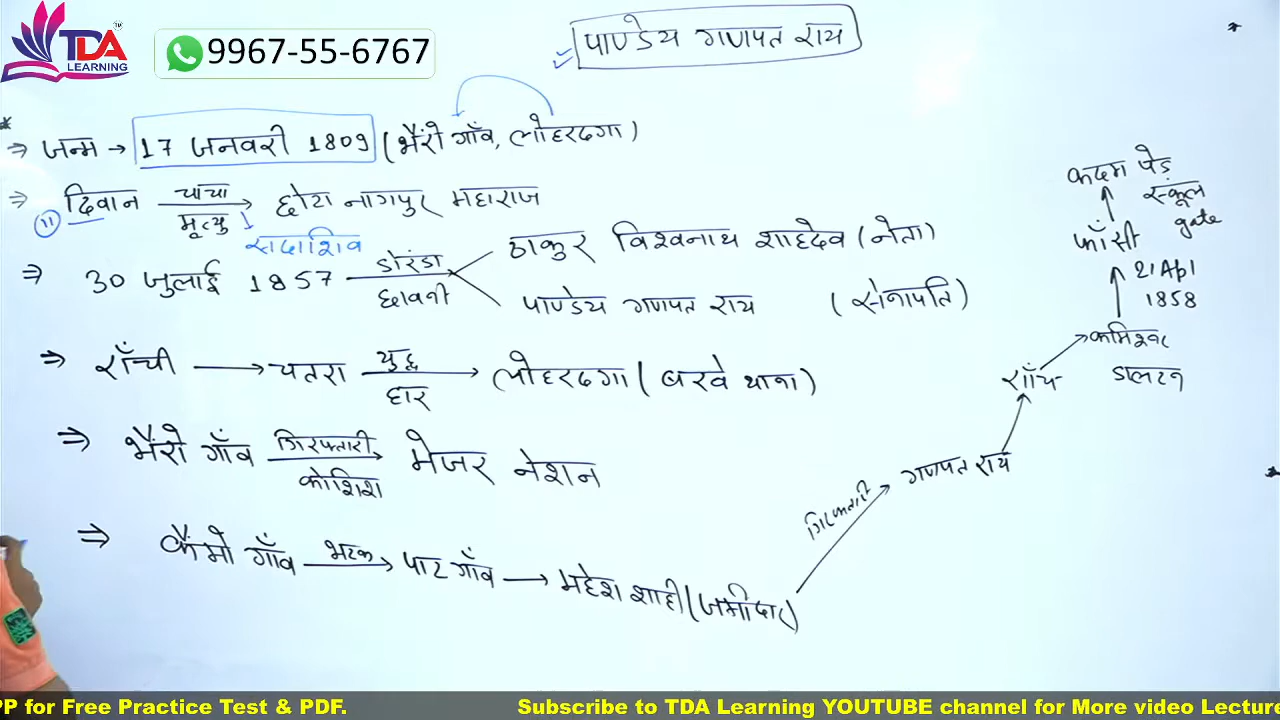 TDA
LEARNING
9967-55-6767
पाण्डेय गणपत राय
⇒ जन्म → 17 जनवरी 1809 (भैंरो गाँव, लोहरदगा)
⇒ दिवान चाचा मृत्यु → छोटा नागपुर महाराज
11 सदाशिव
⇒ 30 जुलाई 1857 डोरंडा छावनी
ठाकुर विश्वनाथ शाहदेव (नेता)
पाण्डेय गणपत राय (सेनापति)
⇒ राँची → चतरा युद्ध हार → लोहरदगा (बरवे थाना)
⇒ भैंरो गाँव गिरफ्तारी कोशिश → मेजर नेशन
⇒ कैमो गाँव भटक → पाट गाँव → महेश शाही (जमींदार)
गिरफ्तारी
गणपत राय
कमिश्नर
डालटन
21 Apl
1858
फाँसी
कदम पेड़
स्कूल
gate
PP for Free Practice Test & PDF.
Subscribe to TDA Learning YOUTUBE channel for More video Lecture